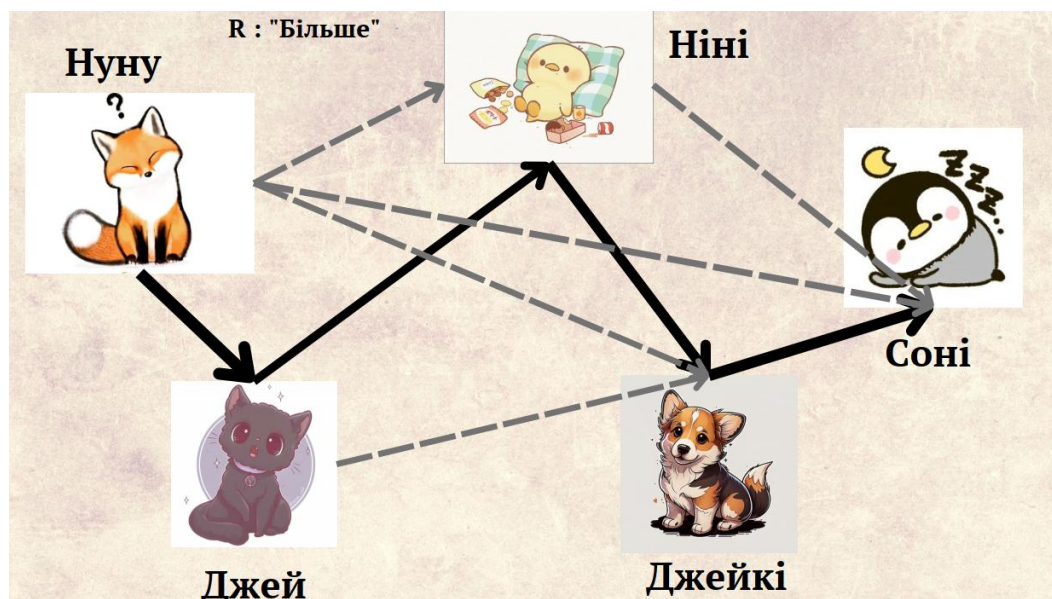 R : "Більше"
Нуну
Ніні
?
Z Z Z . .
Соні
Джей
Джейкі